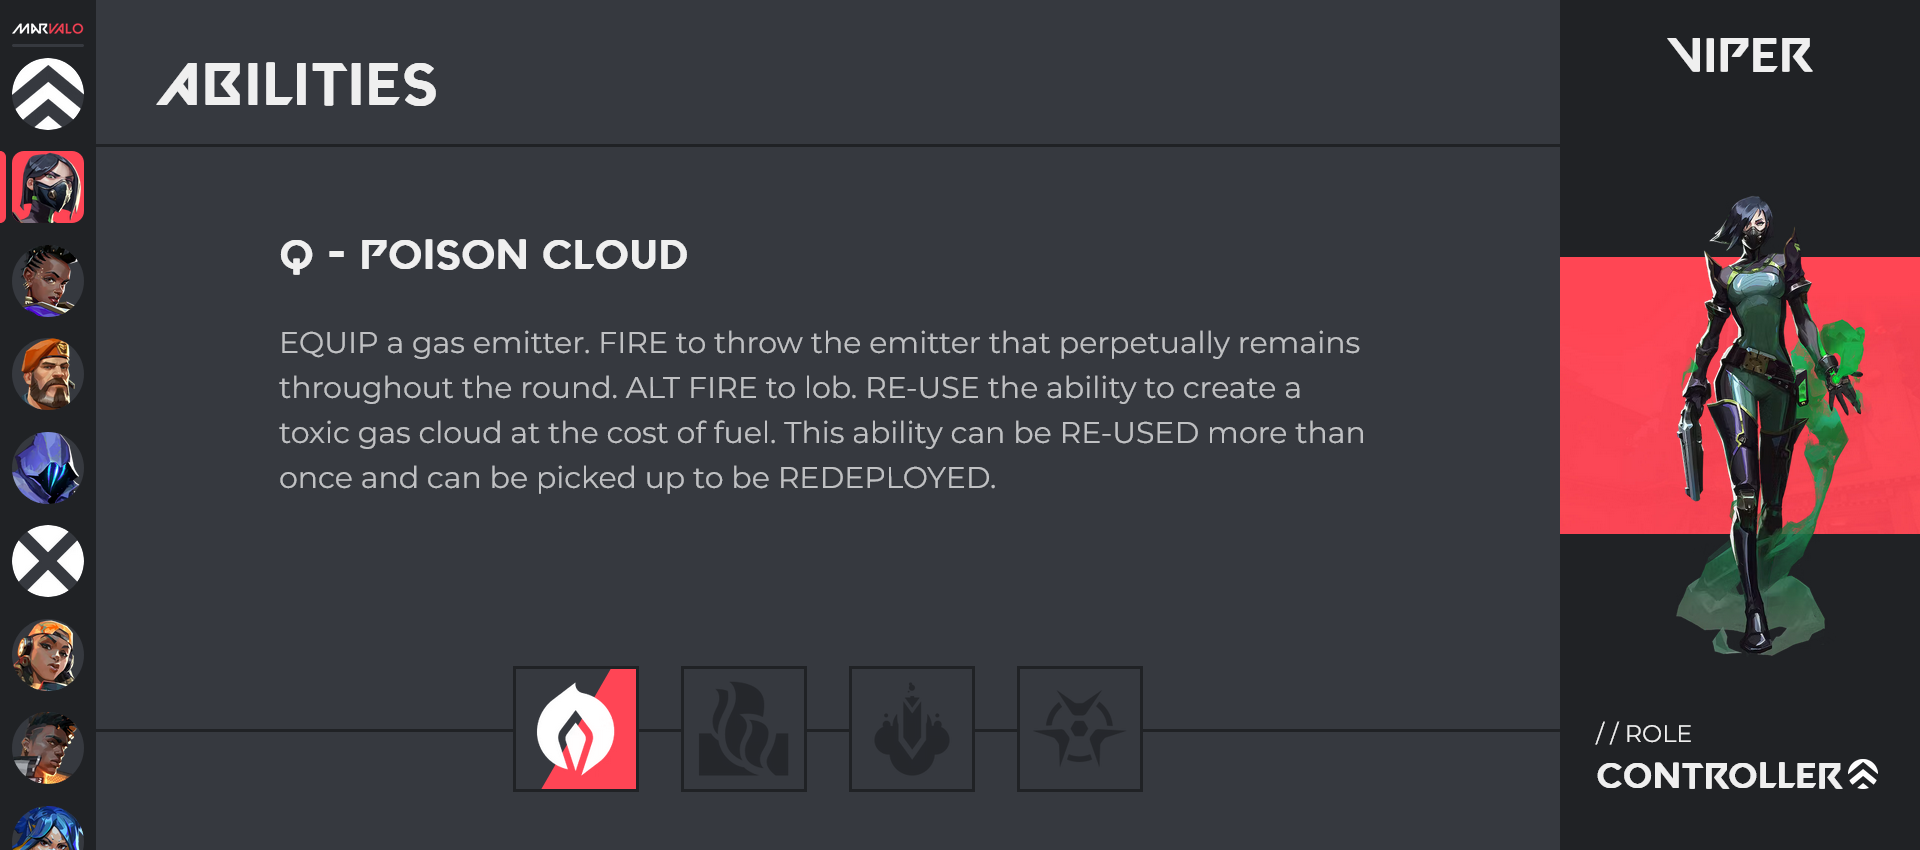 MARVALO
ABILITIES
VIPER
Q - POISON CLOUD
EQUIP a gas emitter. FIRE to throw the emitter that perpetually remains
throughout the round. ALT FIRE to lob. RE-USE the ability to create a
toxic gas cloud at the cost of fuel. This ability can be RE-USED more than
once and can be picked up to be REDEPLOYED.
// ROLE
CONTROLLER